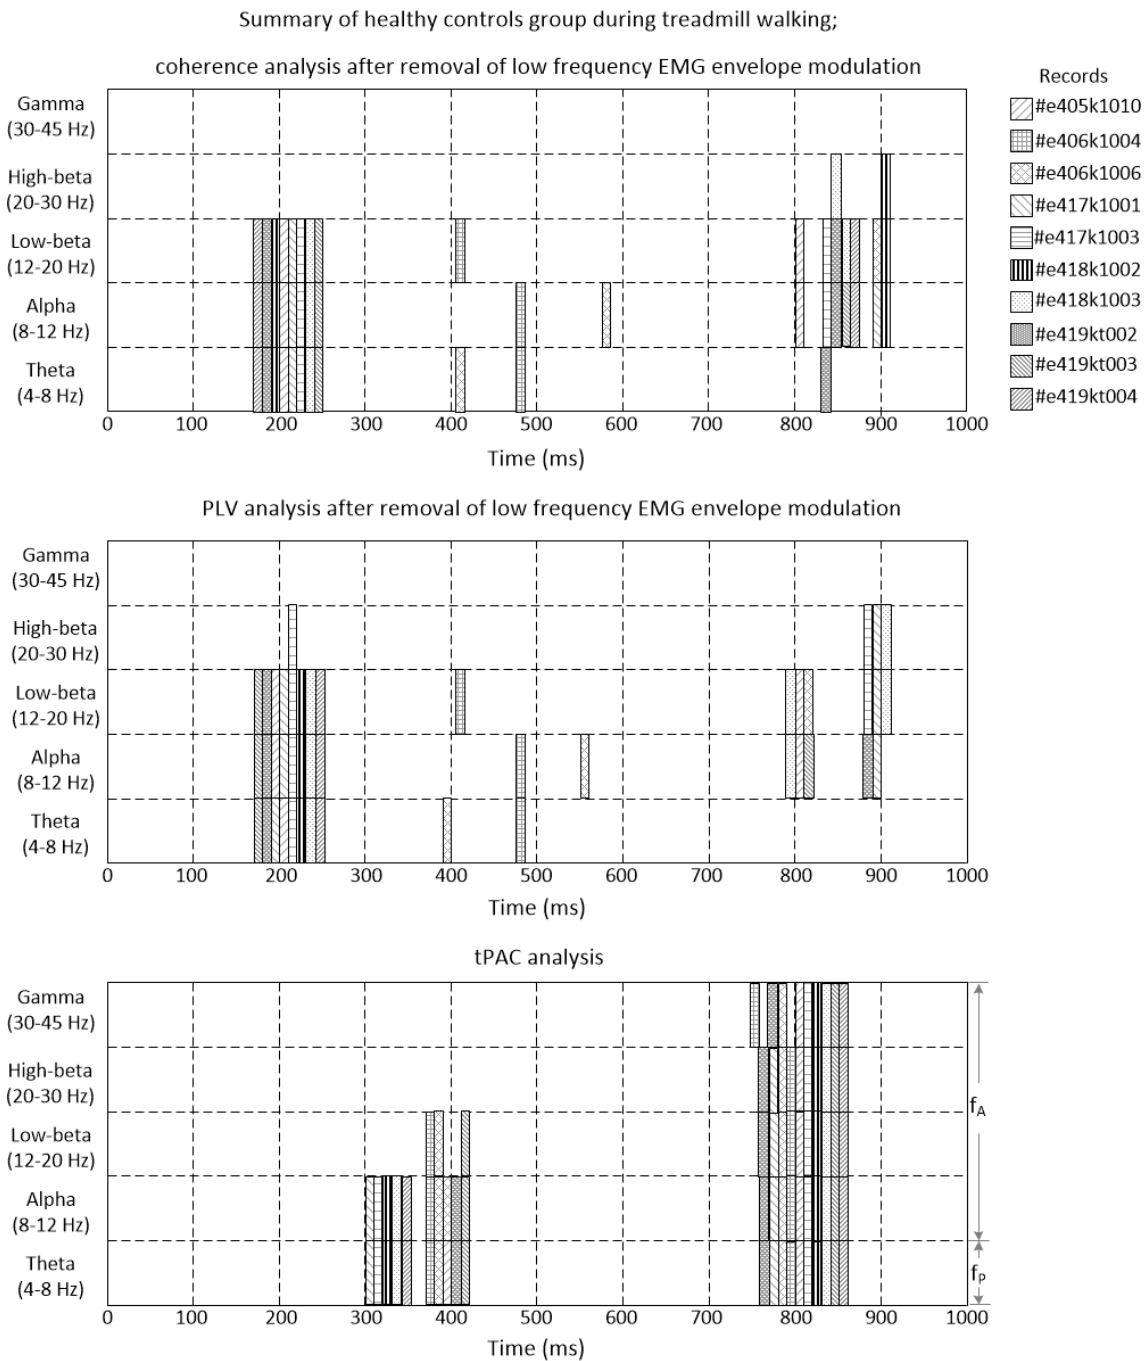 Summary of healthy controls group during treadmill walking;
coherence analysis after removal of low frequency EMG envelope modulation
Gamma
(30-45 Hz)
High-beta
(20-30 Hz)
Low-beta
(12-20 Hz)
Alpha
(8-12 Hz)
Theta
(4-8 Hz)
0 100 200 300 400 500 600 700 800 900 1000
Time (ms)
Records
#e405k1010
#e406k1004
#e406k1006
#e417k1001
#e417k1003
#e418k1002
#e418k1003
#e419kt002
#e419kt003
#e419kt004
PLV analysis after removal of low frequency EMG envelope modulation
Gamma
(30-45 Hz)
High-beta
(20-30 Hz)
Low-beta
(12-20 Hz)
Alpha
(8-12 Hz)
Theta
(4-8 Hz)
0 100 200 300 400 500 600 700 800 900 1000
Time (ms)
tPAC analysis
Gamma
(30-45 Hz)
High-beta
(20-30 Hz)
Low-beta
(12-20 Hz)
Alpha
(8-12 Hz)
Theta
(4-8 Hz)
fA
fP
0 100 200 300 400 500 600 700 800 900 1000
Time (ms)